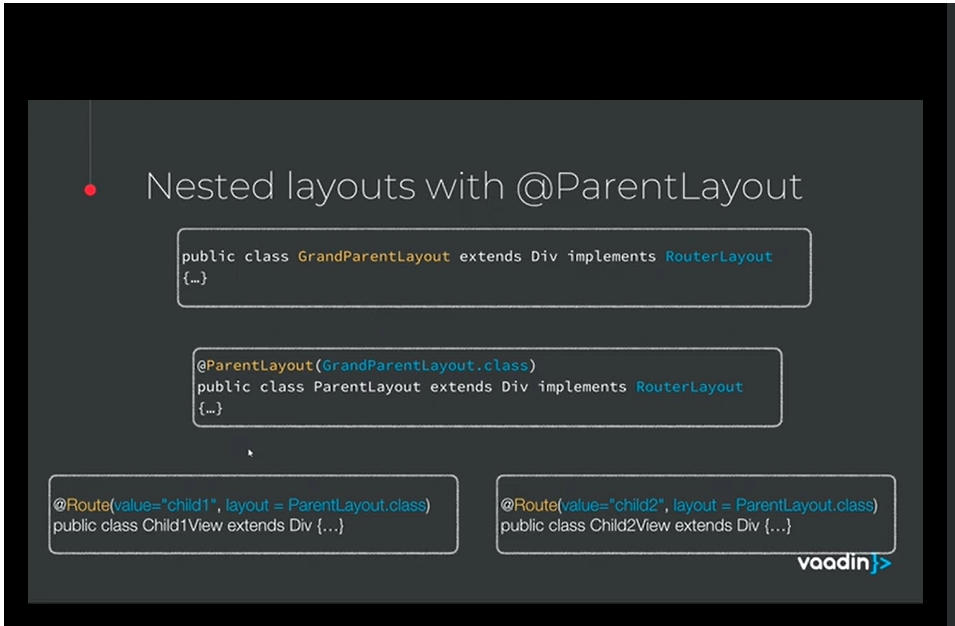 Nested layouts with @ParentLayout
public class GrandParentLayout extends Div implements RouterLayout
{…}
@ParentLayout(GrandParentLayout.class)
public class ParentLayout extends Div implements RouterLayout
{…}
@Route(value="child1", layout = ParentLayout.class)
public class Child1View extends Div {…}
@Route(value="child2", layout = ParentLayout.class)
public class Child2View extends Div {…}
vaadin}>